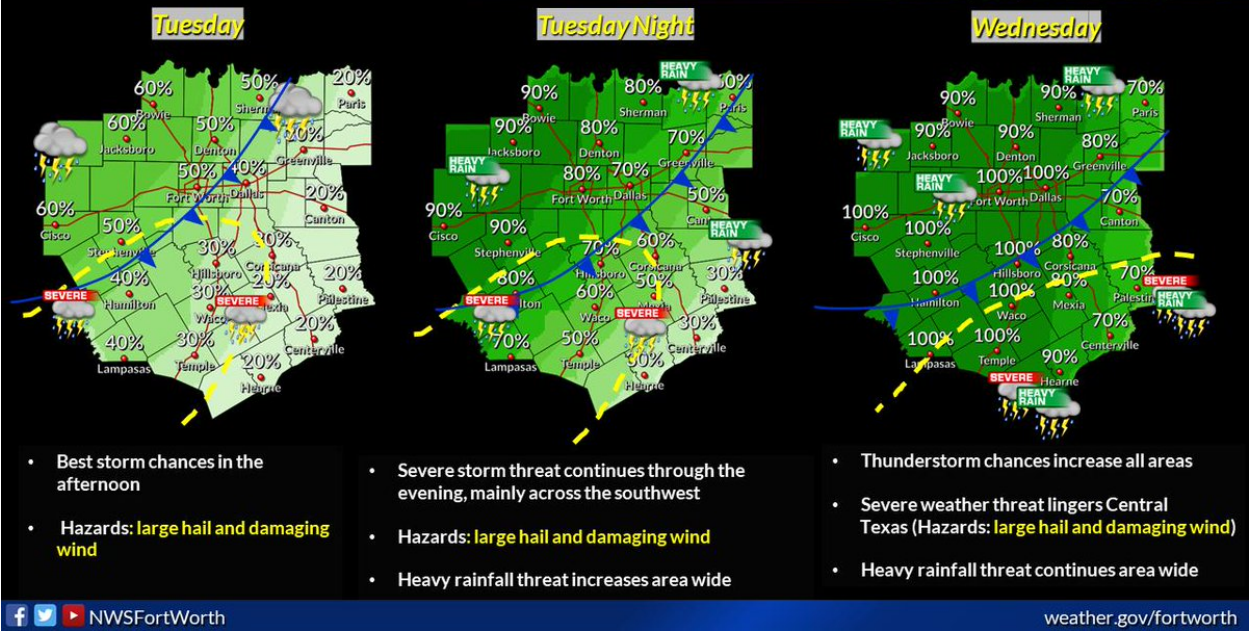 Tuesday
60%
Bowie
50%
20%
Paris
60%
Jacksboro
50%
Denton
Greenville
50%
Fort Worth
40%
Dallas
20%
Canton
60%
Cisco
50%
30%
Hillsboro
Corsicana
40%
Hamilton
SEVERE
30%
Waco
SEVERE
20%
20%
Palestine
40%
Lampasas
30%
Temple
20%
Centerville
20%
Hearne
• Best storm chances in the
afternoon
• Hazards: large hail and damaging
wind
Tuesday Night
90%
Bowie
80%
Sherman
HEAVY
RAIN
Paris
90%
Jacksboro
80%
Denton
70%
Greenville
HEAVY
RAIN
80%
Fort Worth
70%
Dallas
50%
90%
Cisco
90%
Stephenville
70%
60%
Corsicana
HEAVY
RAIN
80%
SEVERE
60%
Waco
50%
SEVERE
30%
Palestine
70%
Lampasas
50%
Temple
30%
Centerville
Hearne
• Severe storm threat continues through the
evening, mainly across the southwest
• Hazards: large hail and damaging wind
• Heavy rainfall threat increases area wide
Wednesday
90%
Bowie
90%
Sherman
HEAVY
RAIN
70%
Paris
HEAVY
RAIN
90%
Jacksboro
90%
Denton
80%
Greenville
HEAVY
RAIN
100%
Fort Worth
100%
Dallas
70%
Canton
100%
Cisco
100%
Stephenville
100%
Hillsboro
80%
Corsicana
100%
Hamilton
100%
Waco
Mexia
70%
SEVERE
HEAVY
RAIN
100%
Lampasas
100%
Temple
70%
Centerville
90%
Hearne
SEVERE
HEAVY
RAIN
• Thunderstorm chances increase all areas
• Severe weather threat lingers Central
Texas (Hazards: large hail and damaging wind)
• Heavy rainfall threat continues area wide
NWSFortWorth
weather.gov/fortworth